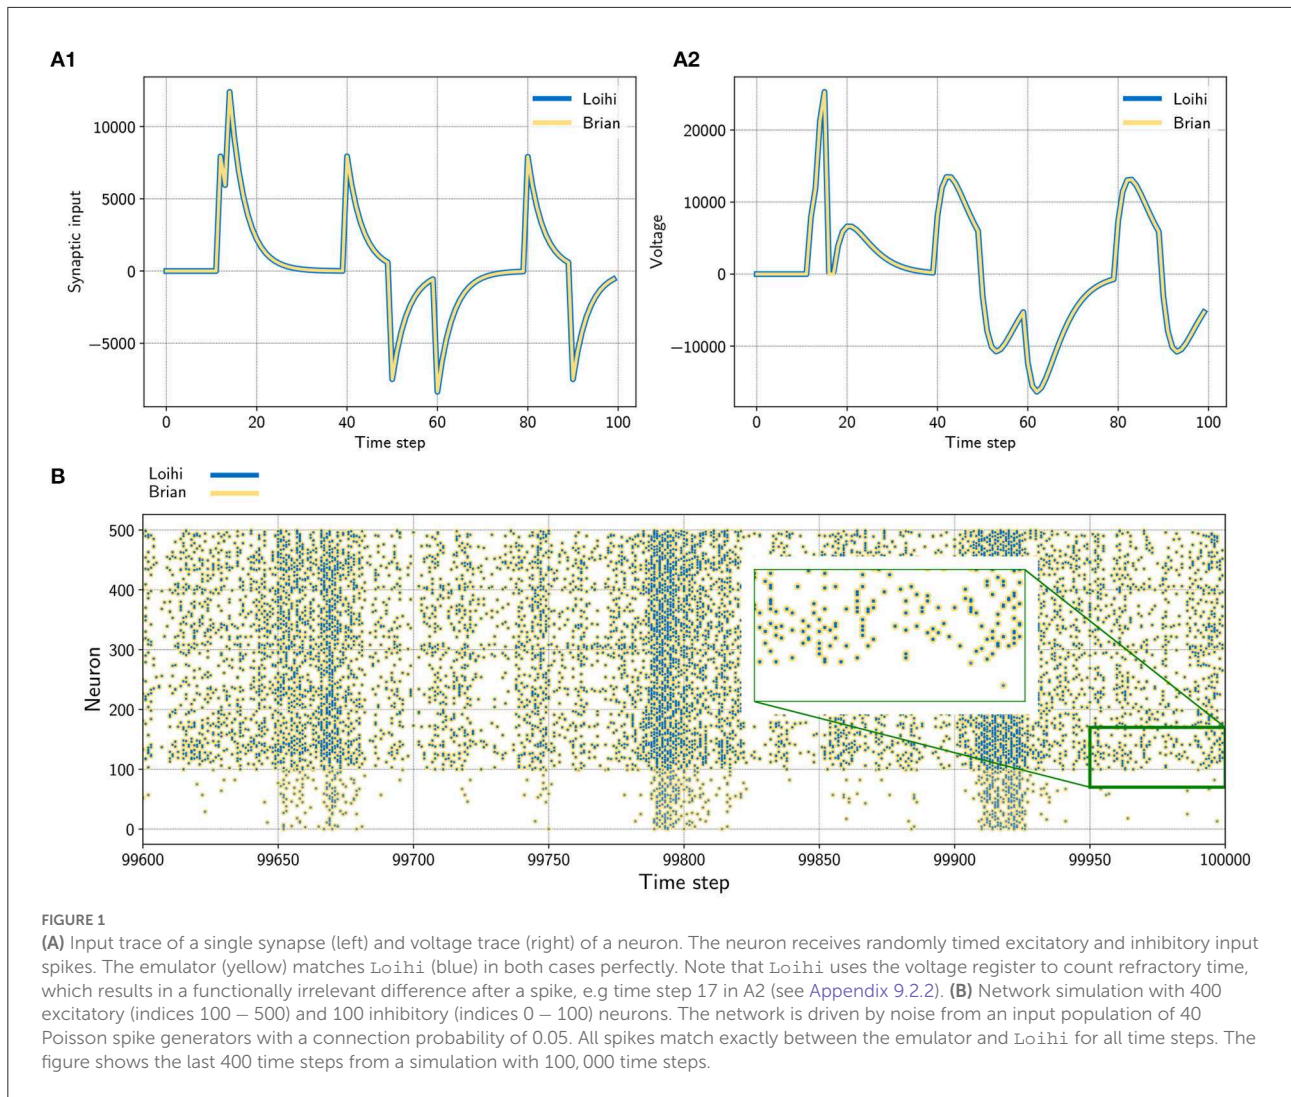 A1
A2
Loihi
Brian
10000
5000
0
−5000
Synaptic input
0
20
40
60
80
100
Time step
Loihi
Brian
20000
10000
0
−10000
Voltage
0
20
40
60
80
100
Time step
B
Loihi
Brian
500
400
300
200
100
0
Neuron
99600
99650
99700
99750
99800
99850
99900
99950
100000
Time step
FIGURE 1
(A) Input trace of a single synapse (left) and voltage trace (right) of a neuron. The neuron receives randomly timed excitatory and inhibitory input
spikes. The emulator (yellow) matches Loihi (blue) in both cases perfectly. Note that Loihi uses the voltage register to count refractory time,
which results in a functionally irrelevant difference after a spike, e.g time step 17 in A2 (see Appendix 9.2.2). (B) Network simulation with 400
excitatory (indices 100 − 500) and 100 inhibitory (indices 0 − 100) neurons. The network is driven by noise from an input population of 40
Poisson spike generators with a connection probability of 0.05. All spikes match exactly between the emulator and Loihi for all time steps. The
figure shows the last 400 time steps from a simulation with 100,000 time steps.